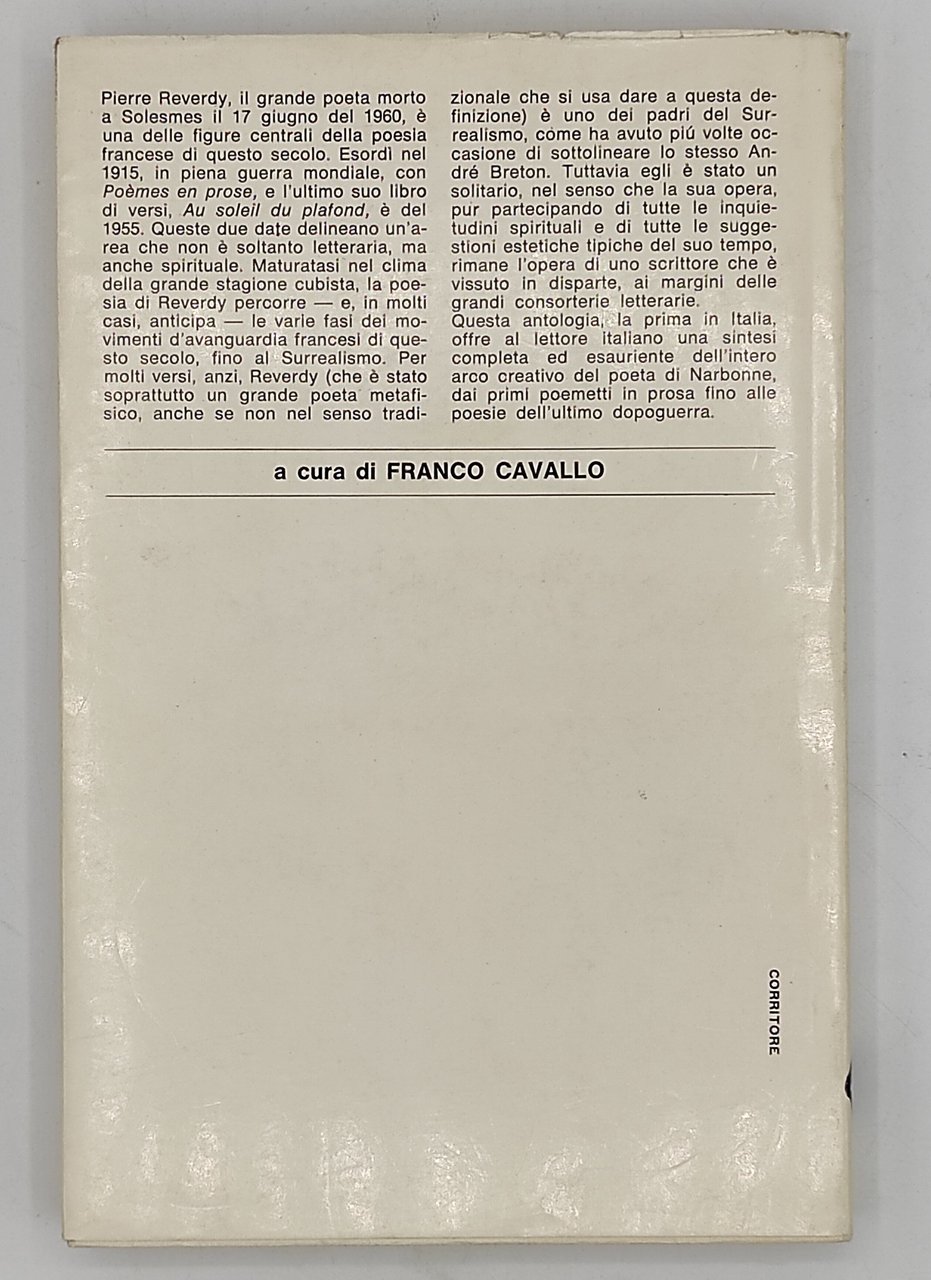 Pierre Reverdy, il grande poeta morto
a Solesmes il 17 giugno del 1960, è
una delle figure centrali della poesia
francese di questo secolo. Esordì nel
1915, in piena guerra mondiale, con
Poèmes en prose, e l'ultimo suo libro
di versi, Au soleil du plafond, è del
1955. Queste due date delineano un'a-
rea che non è soltanto letteraria, ma
anche spirituale. Maturatasi nel clima
della grande stagione cubista, la poe-
sia di Reverdy percorre — e, in molti
casi, anticipa — le varie fasi dei mo-
vimenti d'avanguardia francesi di que-
sto secolo, fino al Surrealismo. Per
molti versi, anzi, Reverdy (che è stato
soprattutto un grande poeta metafi-
sico, anche se non nel senso tradi-
zionale che si usa dare a questa de-
finizione) è uno dei padri del Sur-
realismo, come ha avuto piú volte oc-
casione di sottolineare lo stesso An-
dré Breton. Tuttavia egli è stato un
solitario, nel senso che la sua opera,
pur partecipando di tutte le inquie-
tudini spirituali e di tutte le sugge-
stioni estetiche tipiche del suo tempo,
rimane l'opera di uno scrittore che è
vissuto in disparte, ai margini delle
grandi consorterie letterarie.
Questa antologia, la prima in Italia,
offre al lettore italiano una sintesi
completa ed esauriente dell'intero
arco creativo del poeta di Narbonne,
dai primi poemetti in prosa fino alle
poesie dell'ultimo dopoguerra.
a cura di FRANCO CAVALLO
CORRITORE